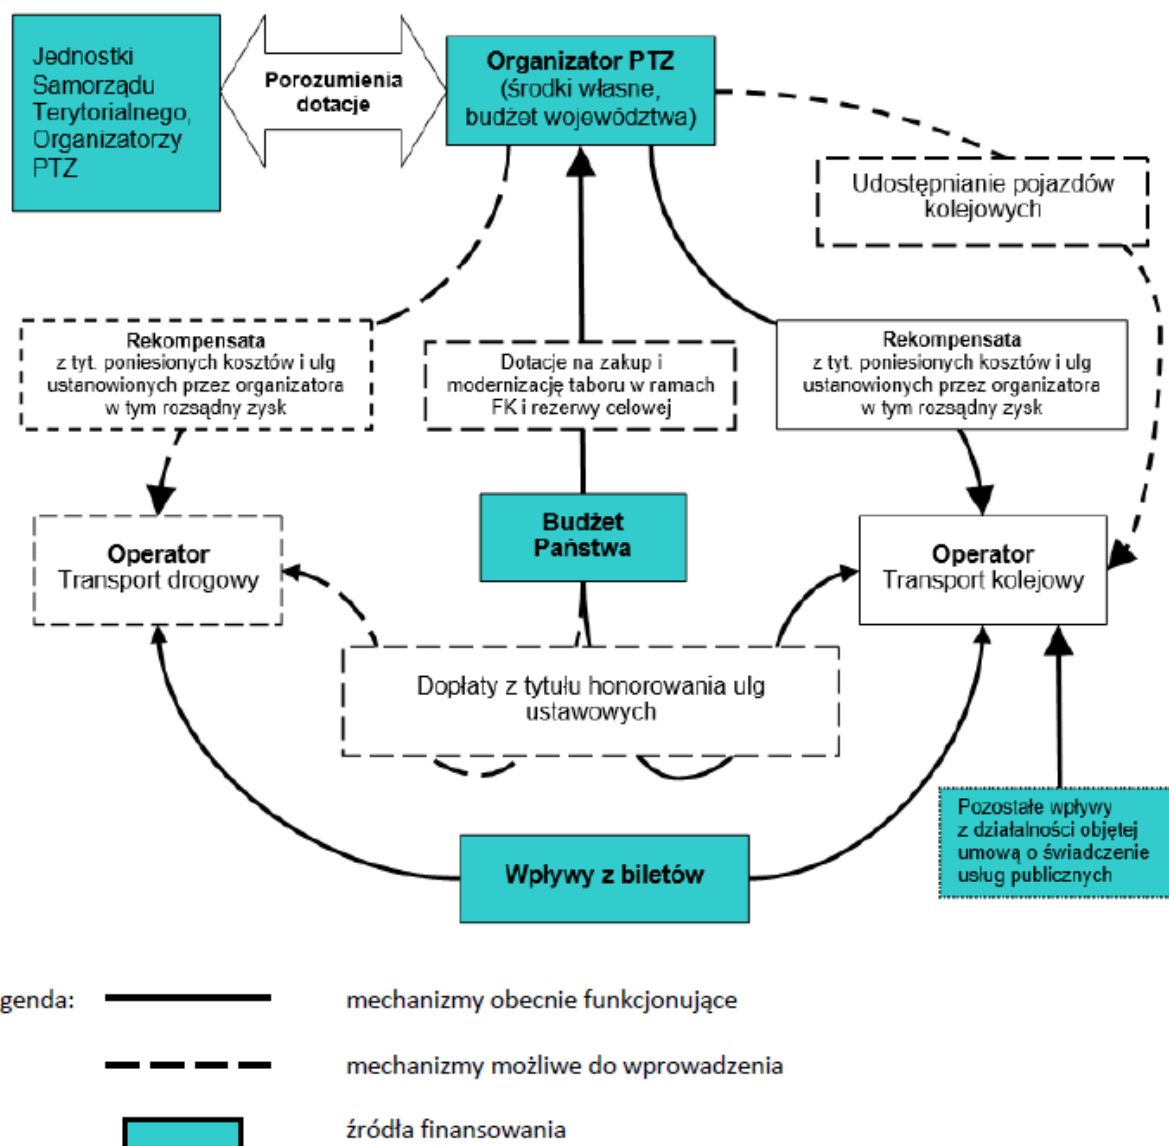 Jednostki
Samorządu
Terytorialnego,
Organizatorzy
PTZ
Porozumienia
dotacje
Organizator PTZ
(środki własne,
budżet województwa)
Udostępnianie pojazdów
kolejowych
Rekompensata
z tyt. poniesionych kosztów i ulg
ustanowionych przez organizatora
w tym rozsądny zysk
Dotacje na zakup i
modernizację taboru w ramach
FK i rezerwy celowej
Rekompensata
z tyt. poniesionych kosztów i ulg
ustanowionych przez organizatora
w tym rozsądny zysk
Operator
Transport drogowy
Budżet
Państwa
Operator
Transport kolejowy
Dopłaty z tytułu honorowania ulg
ustawowych
Wpływy z biletów
Pozostałe wpływy
z działalności objętej
umową o świadczenie
usług publicznych
genda:
mechanizmy obecnie funkcjonujące
mechanizmy możliwe do wprowadzenia
źródła finansowania